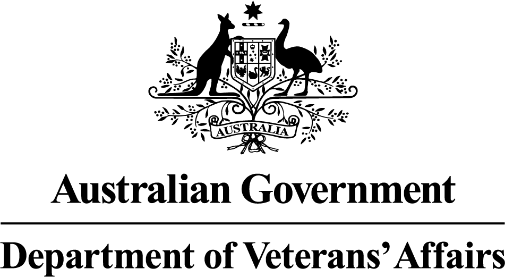 AUSTRALIA
Australian Government
Department of Veterans' Affairs